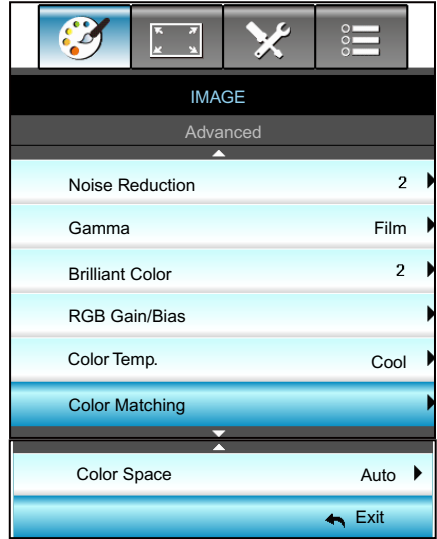 IMAGE
Advanced
Noise Reduction 2
Gamma Film
Brilliant Color 2
RGB Gain/Bias
Color Temp. Cool
Color Matching
Color Space Auto
Exit